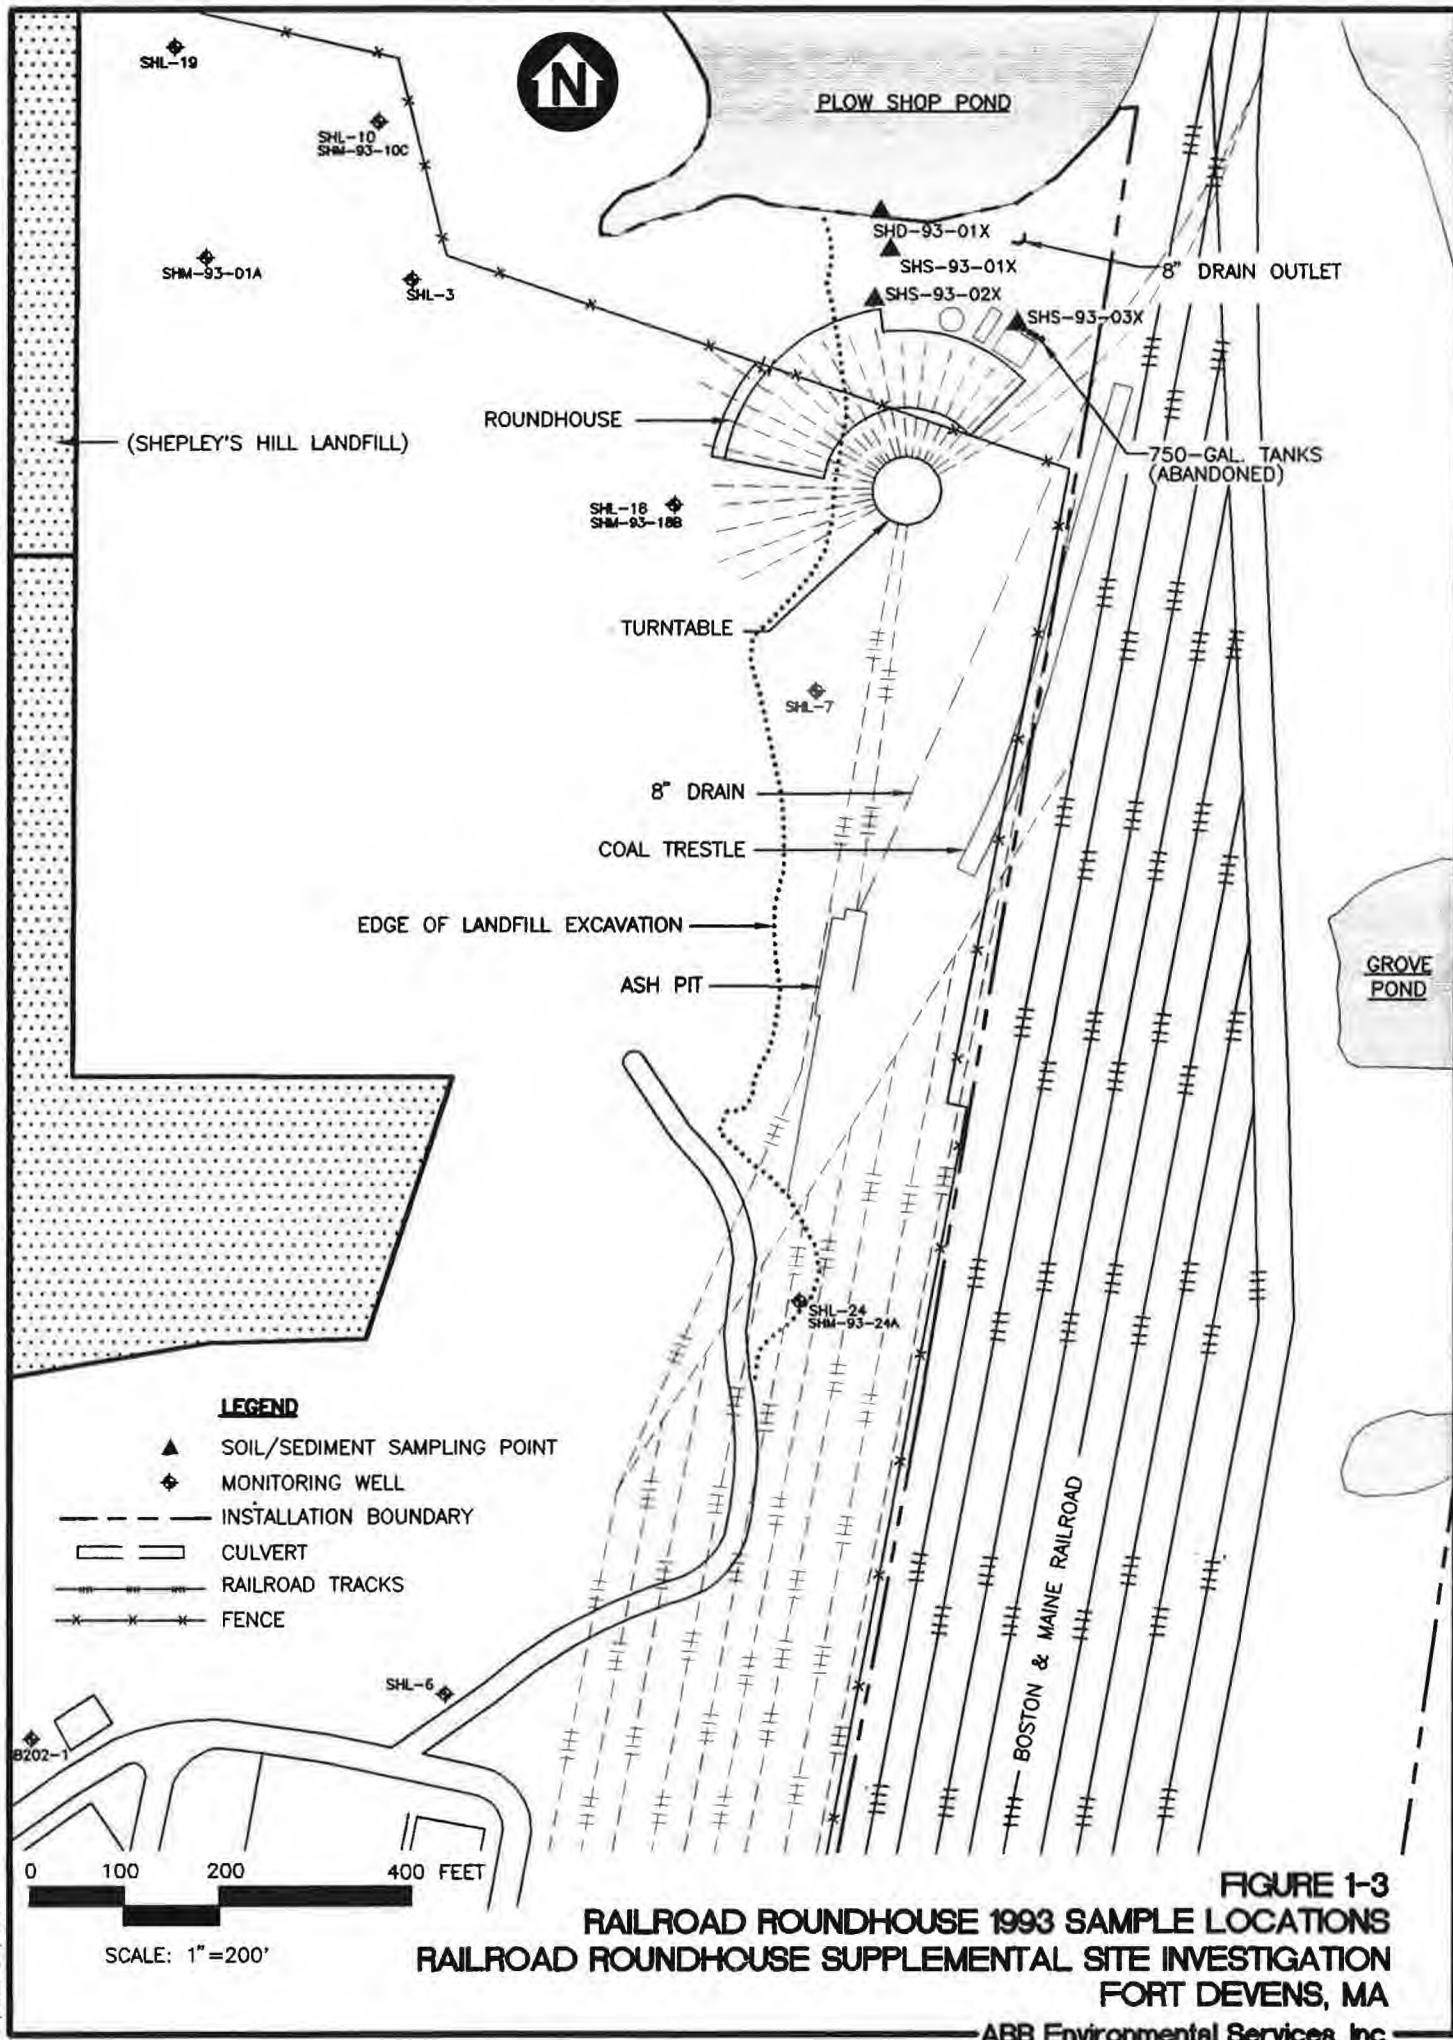 SHL-19
N
PLOW SHOP POND
SHL-10
SHM-93-10C
SHD-93-01X
SHS-93-01X
SHM-93-01A
SHL-3
8" DRAIN OUTLET
SHS-93-02X
SHS-93-03X
ROUNDHOUSE
(SHEPLEY'S HILL LANDFILL)
750-GAL. TANKS
(ABANDONED)
SHL-18
SHM-93-18B
TURNTABLE
SHL-7
8" DRAIN
COAL TRESTLE
EDGE OF LANDFILL EXCAVATION
GROVE
POND
ASH PIT
SHL-24
SHM-93-24A
LEGEND
SOIL/SEDIMENT SAMPLING POINT
MONITORING WELL
INSTALLATION BOUNDARY
CULVERT
RAILROAD TRACKS
FENCE
BOSTON & MAINE RAILROAD
SHL-6
B202-1
0 100 200 400 FEET
SCALE: 1"=200'
FIGURE 1-3
RAILROAD ROUNDHOUSE 1993 SAMPLE LOCATIONS
RAILROAD ROUNDHOUSE SUPPLEMENTAL SITE INVESTIGATION
FORT DEVENS, MA
ABB Environmental Services, Inc.